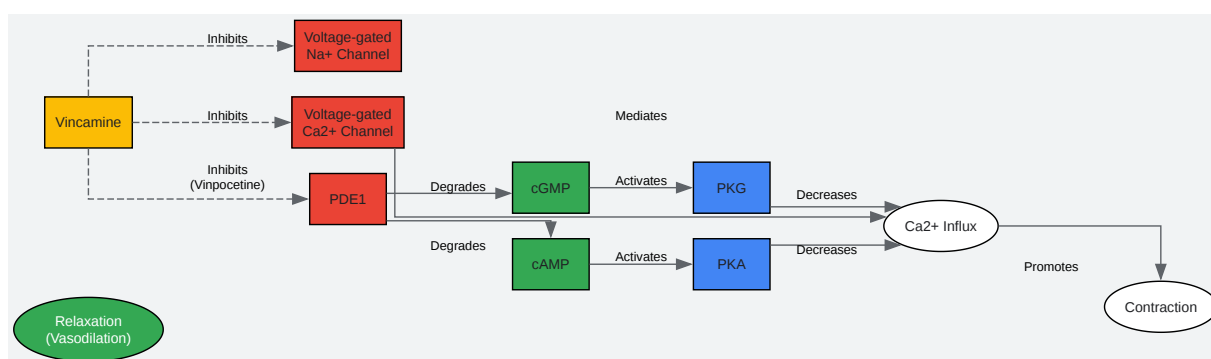 Inhibits
Voltage-gated
Na+ Channel
Vincamine
Inhibits
Voltage-gated
Ca2+ Channel
Mediates
Inhibits
(Vinpocetine)
PDE1
Degrades
cGMP
Activates
PKG
Decreases
Ca2+ Influx
Degrades
cAMP
Activates
PKA
Decreases
Promotes
Contraction
Relaxation
(Vasodilation)